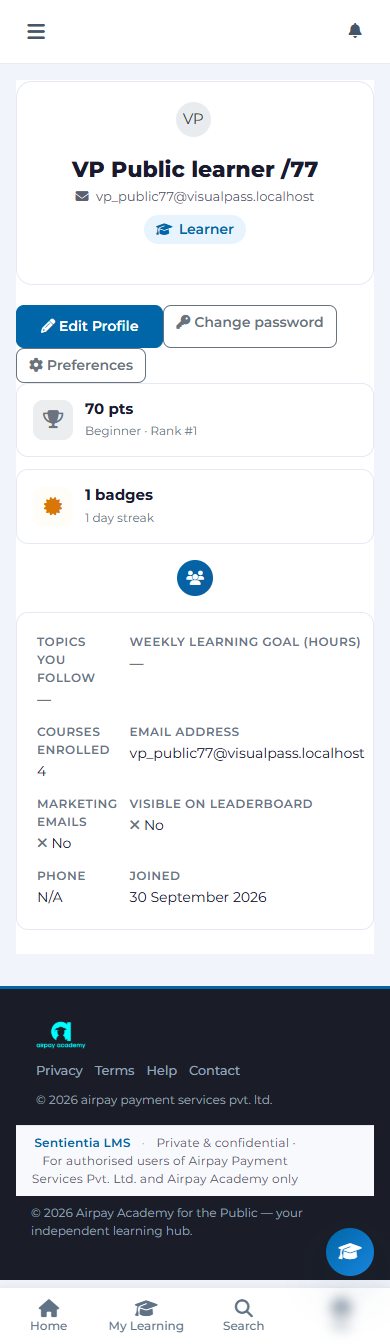 VP
VP Public learner /77
vp_public77@visualpass.localhost
Learner
Edit Profile
Change password
Preferences
70 pts
Beginner · Rank #1
1 badges
1 day streak
TOPICS YOU FOLLOW
—
WEEKLY LEARNING GOAL (HOURS)
—
COURSES ENROLLED
4
EMAIL ADDRESS
vp_public77@visualpass.localhost
MARKETING EMAILS
No
VISIBLE ON LEADERBOARD
No
PHONE
N/A
JOINED
30 September 2026
airpay academy
Privacy Terms Help Contact
© 2026 airpay payment services pvt. ltd.
Sentientia LMS · Private & confidential ·
For authorised users of Airpay Payment
Services Pvt. Ltd. and Airpay Academy only
© 2026 Airpay Academy for the Public — your
independent learning hub.
Home
My Learning
Search